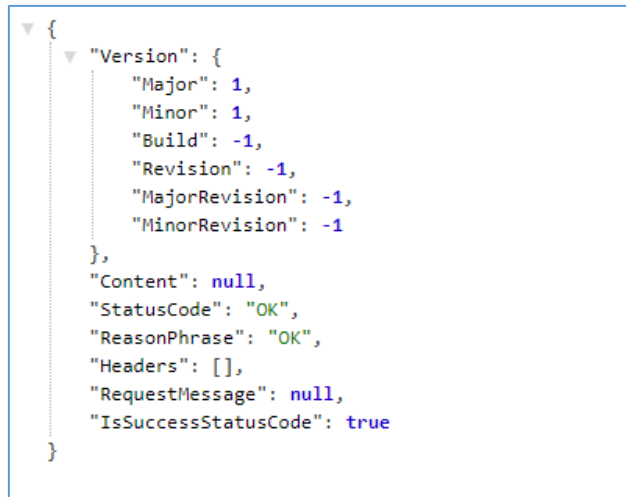 {
"Version": {
"Major": 1,
"Minor": 1,
"Build": -1,
"Revision": -1,
"MajorRevision": -1,
"MinorRevision": -1
},
"Content": null,
"StatusCode": "OK",
"ReasonPhrase": "OK",
"Headers": [],
"RequestMessage": null,
"IsSuccessStatusCode": true
}